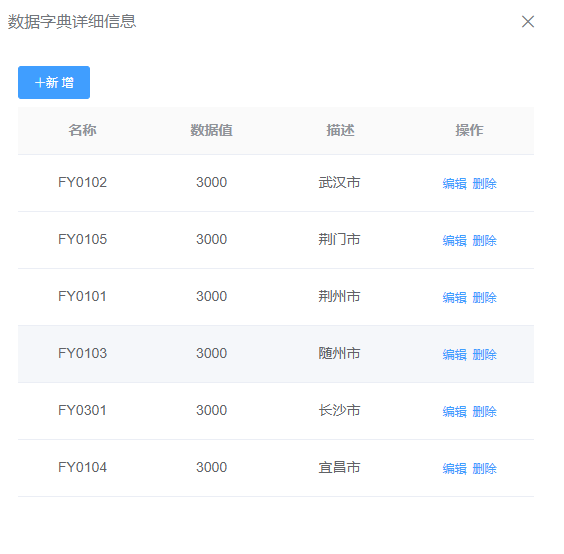 数据字典详细信息
+新 增
名称 数据值 描述 操作
FY0102 3000 武汉市 编辑 删除
FY0105 3000 荆门市 编辑 删除
FY0101 3000 荆州市 编辑 删除
FY0103 3000 随州市 编辑 删除
FY0301 3000 长沙市 编辑 删除
FY0104 3000 宜昌市 编辑 删除